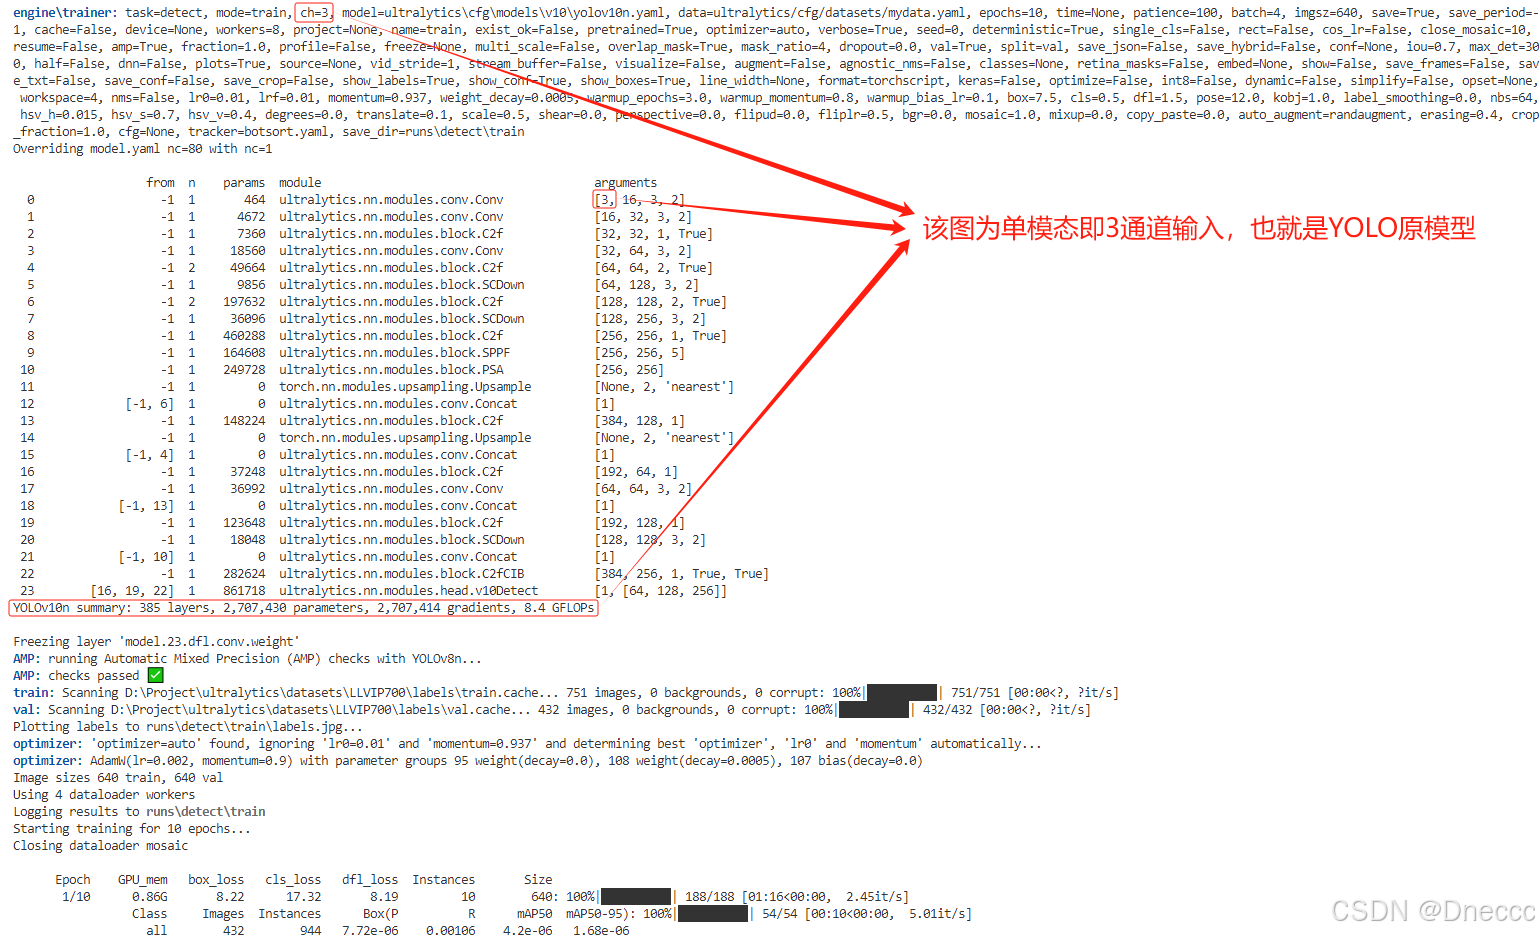 engine\trainer: task=detect, mode=train, ch=3, model=ultralytics\cfg\models\v10\yolov10n.yaml, data=ultralytics/cfg/datasets/mydata.yaml, epochs=10, time=None, patience=100, batch=4, imgsz=640, save=True, save_period=-
1, cache=False, device=None, workers=8, project=None, name=train, exist_ok=False, pretrained=True, optimizer=auto, verbose=True, seed=0, deterministic=True, single_cls=False, rect=False, cos_lr=False, close_mosaic=10,
resume=False, amp=True, fraction=1.0, profile=False, freeze=None, multi_scale=False, overlap_mask=True, mask_ratio=4, dropout=0.0, val=True, split=val, save_json=False, save_hybrid=False, conf=None, iou=0.7, max_det=30
0, half=False, dnn=False, plots=True, source=None, vid_stride=1, stream_buffer=False, visualize=False, augment=False, agnostic_nms=False, classes=None, retina_masks=False, embed=None, show=False, save_frames=False, sav
e_txt=False, save_conf=False, save_crop=False, show_labels=True, show_conf=True, show_boxes=True, line_width=None, format=torchscript, keras=False, optimize=False, int8=False, dynamic=False, simplify=False, opset=None,
workspace=4, nms=False, lr0=0.01, lrf=0.01, momentum=0.937, weight_decay=0.0005, warmup_epochs=3.0, warmup_momentum=0.8, warmup_bias_lr=0.1, box=7.5, cls=0.5, dfl=1.5, pose=12.0, kobj=1.0, label_smoothing=0.0, nbs=64,
hsv_h=0.015, hsv_s=0.7, hsv_v=0.4, degrees=0.0, translate=0.1, scale=0.5, shear=0.0, perspective=0.0, flipud=0.0, fliplr=0.5, bgr=0.0, mosaic=1.0, mixup=0.0, copy_paste=0.0, auto_augment=randaugment, erasing=0.4, crop
_fraction=1.0, cfg=None, tracker=botsort.yaml, save_dir=runs\detect\train
Overriding model.yaml nc=80 with nc=1
from n params module arguments
0 -1 1 464 ultralytics.nn.modules.conv.Conv [3, 16, 3, 2]
1 -1 1 4672 ultralytics.nn.modules.conv.Conv [16, 32, 3, 2]
2 -1 1 7360 ultralytics.nn.modules.block.C2f [32, 32, 1, True]
3 -1 1 18560 ultralytics.nn.modules.conv.Conv [32, 64, 3, 2]
4 -1 2 49664 ultralytics.nn.modules.block.C2f [64, 64, 2, True]
5 -1 1 9856 ultralytics.nn.modules.block.SCDown [64, 128, 3, 2]
6 -1 2 197632 ultralytics.nn.modules.block.C2f [128, 128, 2, True]
7 -1 1 36096 ultralytics.nn.modules.block.SCDown [128, 256, 3, 2]
8 -1 1 460288 ultralytics.nn.modules.block.C2f [256, 256, 1, True]
9 -1 1 164608 ultralytics.nn.modules.block.SPPF [256, 256, 5]
10 -1 1 249728 ultralytics.nn.modules.block.PSA [256, 256]
11 -1 1 0 torch.nn.modules.upsampling.Upsample [None, 2, 'nearest']
12 [-1, 6] 1 0 ultralytics.nn.modules.conv.Concat [1]
13 -1 1 148224 ultralytics.nn.modules.block.C2f [384, 128, 1]
14 -1 1 0 torch.nn.modules.upsampling.Upsample [None, 2, 'nearest']
15 [-1, 4] 1 0 ultralytics.nn.modules.conv.Concat [1]
16 -1 1 37248 ultralytics.nn.modules.block.C2f [192, 64, 1]
17 -1 1 36992 ultralytics.nn.modules.conv.Conv [64, 64, 3, 2]
18 [-1, 13] 1 0 ultralytics.nn.modules.conv.Concat [1]
19 -1 1 123648 ultralytics.nn.modules.block.C2f [192, 128, 1]
20 -1 1 18048 ultralytics.nn.modules.block.SCDown [128, 128, 3, 2]
21 [-1, 10] 1 0 ultralytics.nn.modules.conv.Concat [1]
22 -1 1 282624 ultralytics.nn.modules.block.C2fCIB [384, 256, 1, True, True]
23 [16, 19, 22] 1 861718 ultralytics.nn.modules.head.v10Detect [1, [64, 128, 256]]
YOLOv10n summary: 385 layers, 2,707,430 parameters, 2,707,414 gradients, 8.4 GFLOPs
该图为单模态即3通道输入，也就是YOLO原模型
Freezing layer 'model.23.dfl.conv.weight'
AMP: running Automatic Mixed Precision (AMP) checks with YOLOv8n...
AMP: checks passed ✅
train: Scanning D:\Project\ultralytics\datasets\LLVIP700\labels\train.cache... 751 images, 0 backgrounds, 0 corrupt: 100%|██████████| 751/751 [00:00<?, ?it/s]
val: Scanning D:\Project\ultralytics\datasets\LLVIP700\labels\val.cache... 432 images, 0 backgrounds, 0 corrupt: 100%|██████████| 432/432 [00:00<?, ?it/s]
Plotting labels to runs\detect\train\labels.jpg...
optimizer: 'optimizer=auto' found, ignoring 'lr0=0.01' and 'momentum=0.937' and determining best 'optimizer', 'lr0' and 'momentum' automatically...
optimizer: AdamW(lr=0.002, momentum=0.9) with parameter groups 95 weight(decay=0.0), 108 weight(decay=0.0005), 107 bias(decay=0.0)
Image sizes 640 train, 640 val
Using 4 dataloader workers
Logging results to runs\detect\train
Starting training for 10 epochs...
Closing dataloader mosaic
Epoch GPU_mem box_loss cls_loss dfl_loss Instances Size
1/10 0.86G 8.22 17.32 8.19 10 640: 100%|██████████| 188/188 [01:16<00:00, 2.45it/s]
Class Images Instances Box(P R mAP50 mAP50-95): 100%|██████████| 54/54 [00:10<00:00, 5.01it/s]
all 432 944 7.72e-06 0.00106 4.2e-06 1.68e-06
CSDN @Dneccc